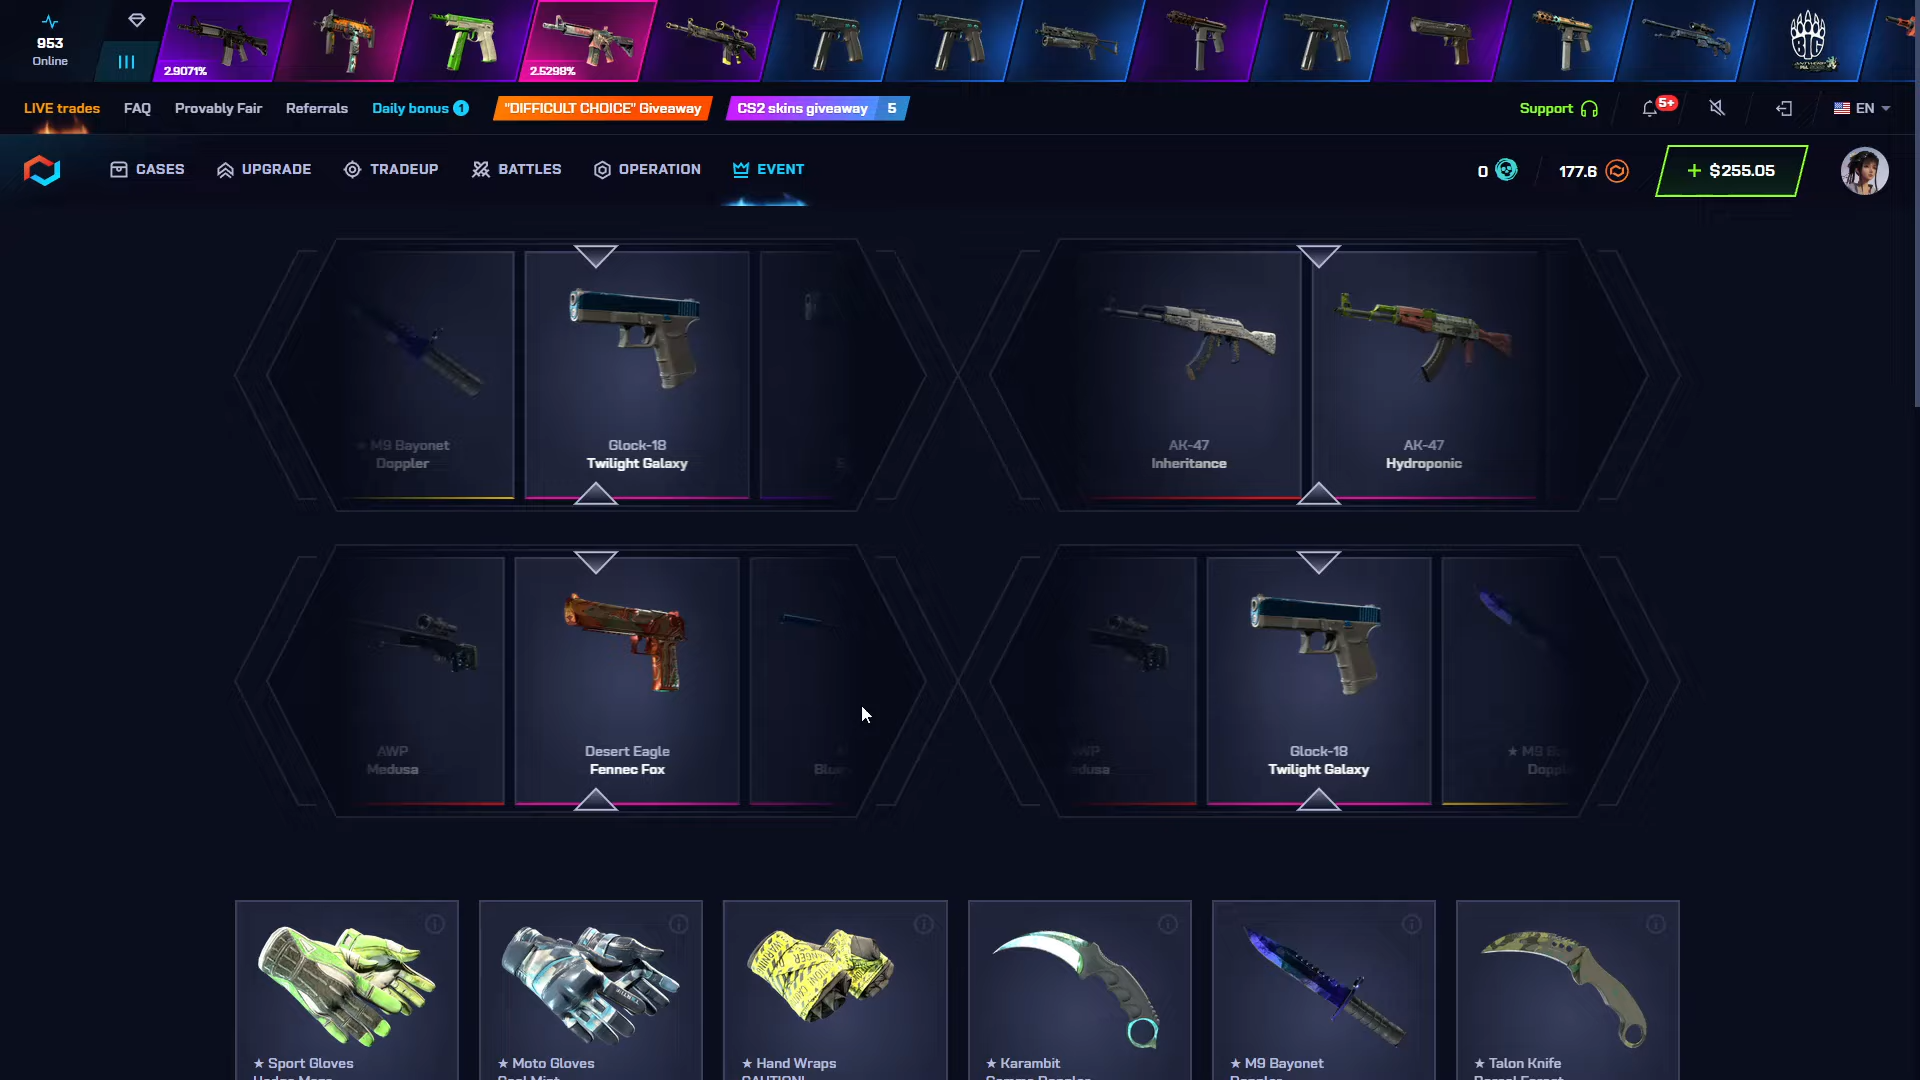 953
Online
2.9071%
2.5298%
LIVE trades
FAQ
Provably Fair
Referrals
Daily bonus 1
"DIFFICULT CHOICE" Giveaway
CS2 skins giveaway 5
Support
5+
EN
CASES
UPGRADE
TRADEUP
BATTLES
OPERATION
EVENT
0
177.6
+ $255.05
★ M9 Bayonet
Doppler
Glock-18
Twilight Galaxy
AK-47
Inheritance
AK-47
Hydroponic
AWP
Medusa
Desert Eagle
Fennec Fox
Glock-18
Twilight Galaxy
★ Sport Gloves
★ Moto Gloves
★ Hand Wraps
CAUTION!
★ Karambit
★ M9 Bayonet
Doppler
★ Talon Knife